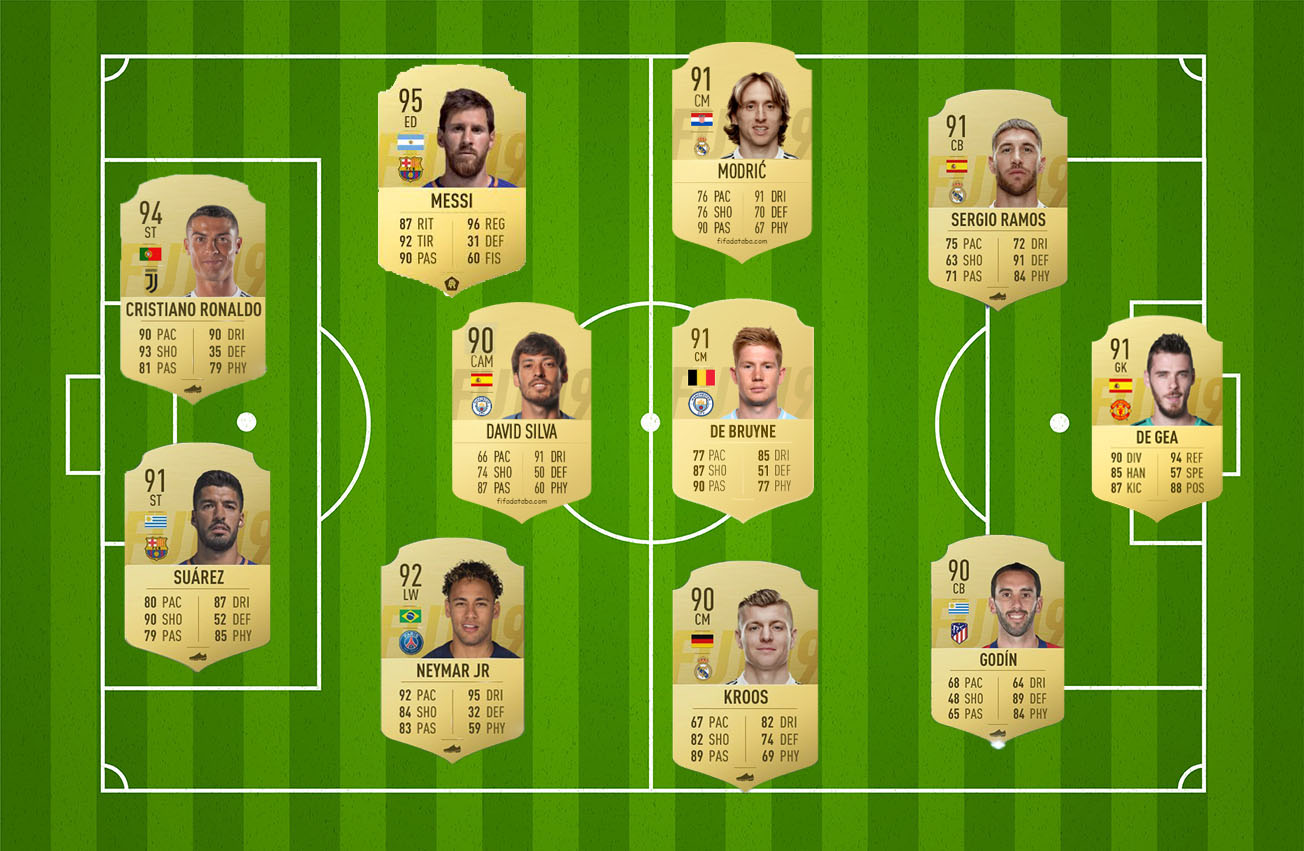 95
ED
MESSI
87 RIT 96 REG
92 TIR 31 DEF
90 PAS 60 FIS
91
CM
MODRIĆ
76 PAC 91 DRI
76 SHO 70 DEF
90 PAS 67 PHY
fifadataba.com
91
CB
SERGIO RAMOS
75 PAC 72 DRI
63 SHO 91 DEF
71 PAS 84 PHY
94
ST
CRISTIANO RONALDO
90 PAC 90 DRI
93 SHO 35 DEF
81 PAS 79 PHY
90
CAM
DAVID SILVA
66 PAC 91 DRI
74 SHO 50 DEF
87 PAS 60 PHY
fifadataba.com
91
CM
DE BRUYNE
77 PAC 85 DRI
87 SHO 51 DEF
90 PAS 77 PHY
91
GK
DE GEA
90 DIV 94 REF
85 HAN 57 SPE
87 KIC 88 POS
91
ST
SUÁREZ
80 PAC 87 DRI
90 SHO 52 DEF
79 PAS 85 PHY
92
LW
NEYMAR JR
92 PAC 95 DRI
84 SHO 32 DEF
83 PAS 59 PHY
90
CM
KROOS
67 PAC 82 DRI
82 SHO 74 DEF
89 PAS 69 PHY
90
CB
GODÍN
68 PAC 64 DRI
48 SHO 89 DEF
65 PAS 84 PHY